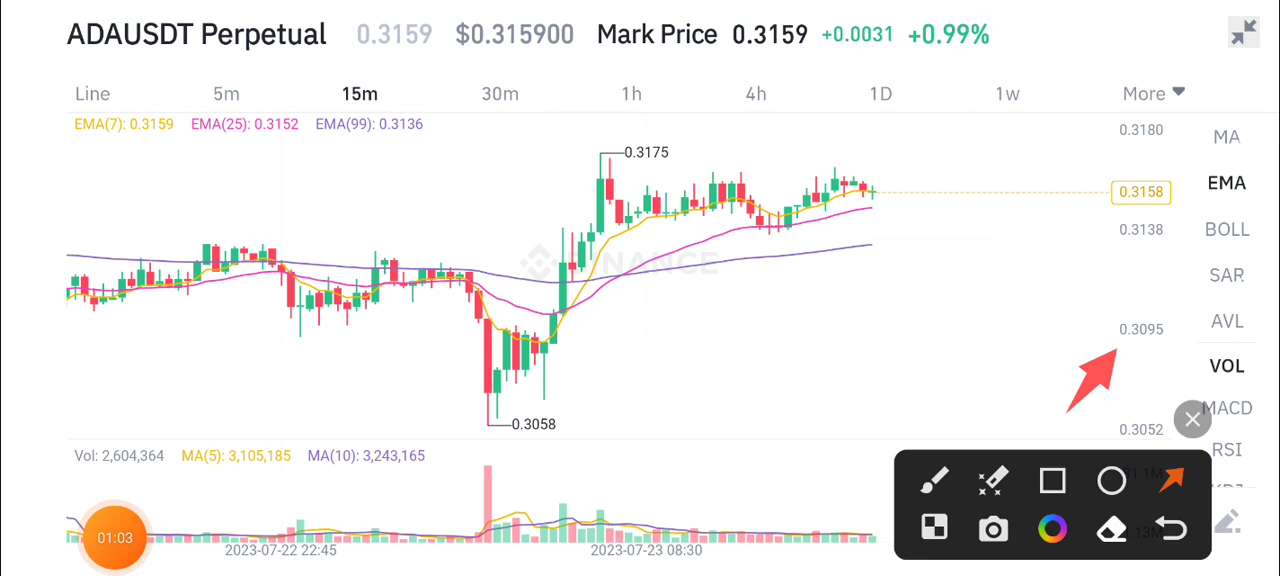 ADAUSDT Perpetual 0.3159 $0.315900 Mark Price 0.3159 +0.0031 +0.99%
Line 5m 15m 30m 1h 4h 1D 1w More
EMA(7): 0.3159 EMA(25): 0.3152 EMA(99): 0.3136
0.3180
MA
0.3175
EMA
0.3158
0.3138
BOLL
BINANCE
SAR
AVL
0.3095
VOL
MACD
0.3058
0.3052
RSI
Vol: 2,604,364 MA(5): 3,105,185 MA(10): 3,243,165
01:03
2023-07-22 22:45 2023-07-23 08:30